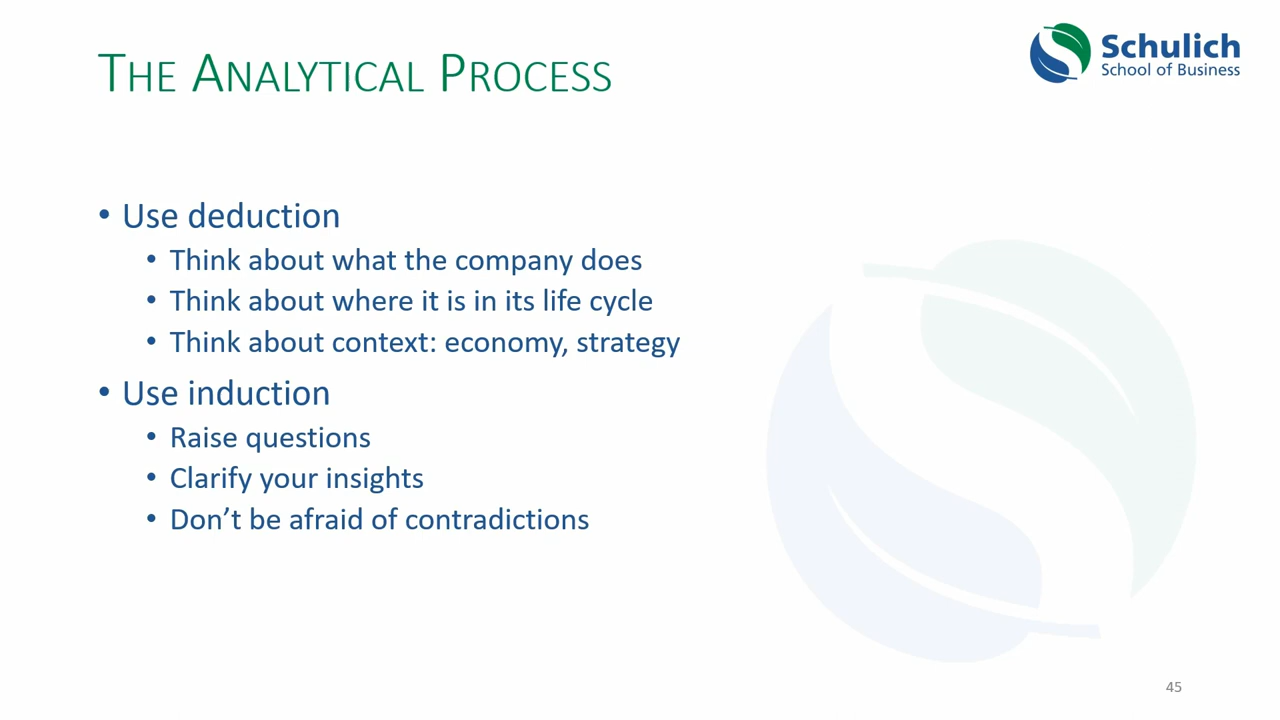 THE ANALYTICAL PROCESS
Schulich
School of Business
• Use deduction
• Think about what the company does
• Think about where it is in its life cycle
• Think about context: economy, strategy
• Use induction
• Raise questions
• Clarify your insights
• Don’t be afraid of contradictions
45